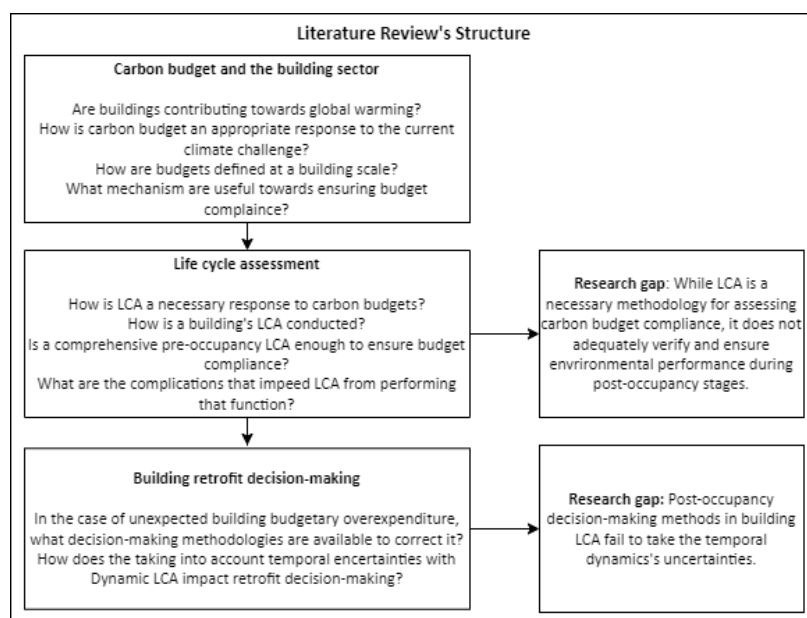 Literature Review's Structure
Carbon budget and the building sector
Are buildings contributing towards global warming?
How is carbon budget an appropriate response to the current
climate challenge?
How are budgets defined at a building scale?
What mechanism are useful towards ensuring budget
complaince?
Life cycle assessment
How is LCA a necessary response to carbon budgets?
How is a building's LCA conducted?
Is a comprehensive pre-occupancy LCA enough to ensure budget
compliance?
What are the complications that impeed LCA from performing
that function?
Research gap: While LCA is a
necessary methodology for assessing
carbon budget compliance, it does not
adequately verify and ensure
envrironmental performance during
post-occupancy stages.
Building retrofit decision-making
In the case of unexpected building budgetary overexpenditure,
what decision-making methodologies are available to correct it?
How does the taking into account temporal encertainties with
Dynamic LCA impact retrofit decision-making?
Research gap: Post-occupancy
decision-making methods in building
LCA fail to take the temporal
dynamics's uncertainties.